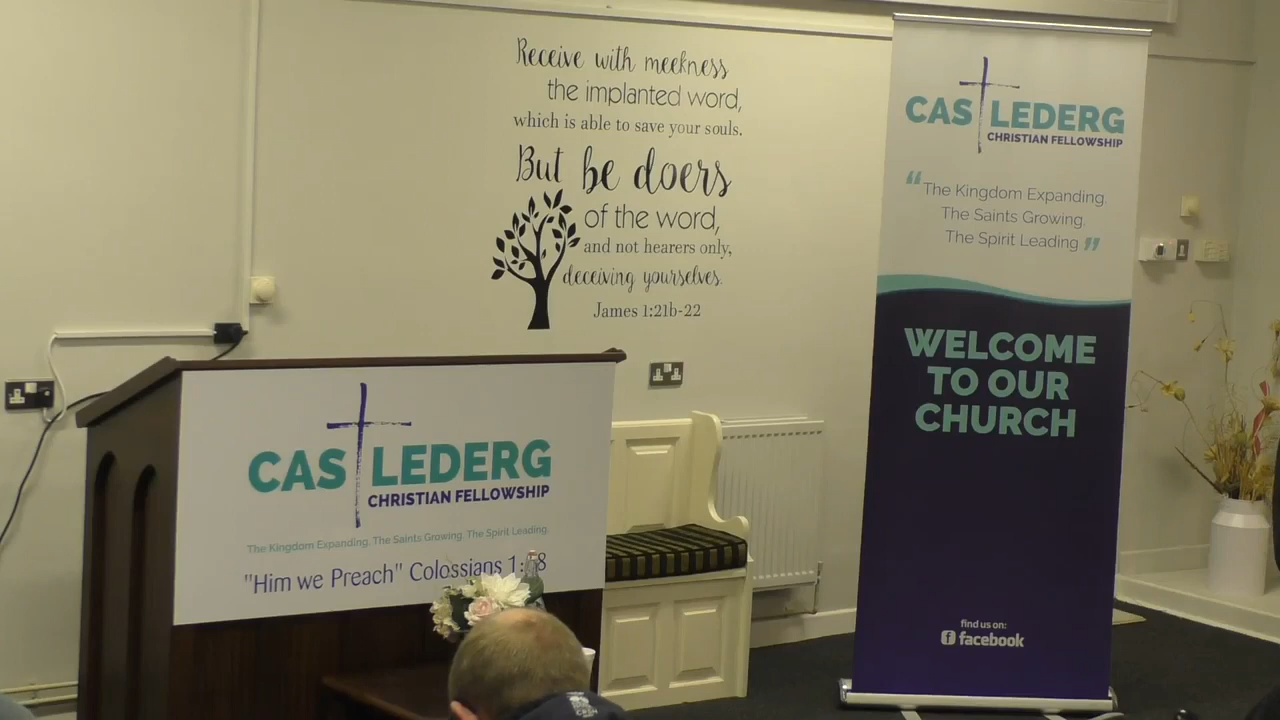 Receive with meekness
the implanted word,
which is able to save your souls.
But be doers
of the word,
and not hearers only,
deceiving yourselves.
James 1:21b-22
CASTLEDERG
CHRISTIAN FELLOWSHIP
"The Kingdom Expanding.
The Saints Growing.
The Spirit Leading"
WELCOME
TO OUR
CHURCH
find us on:
facebook
CASTLEDERG
CHRISTIAN FELLOWSHIP
The Kingdom Expanding. The Saints Growing. The Spirit Leading.
"Him we Preach" Colossians